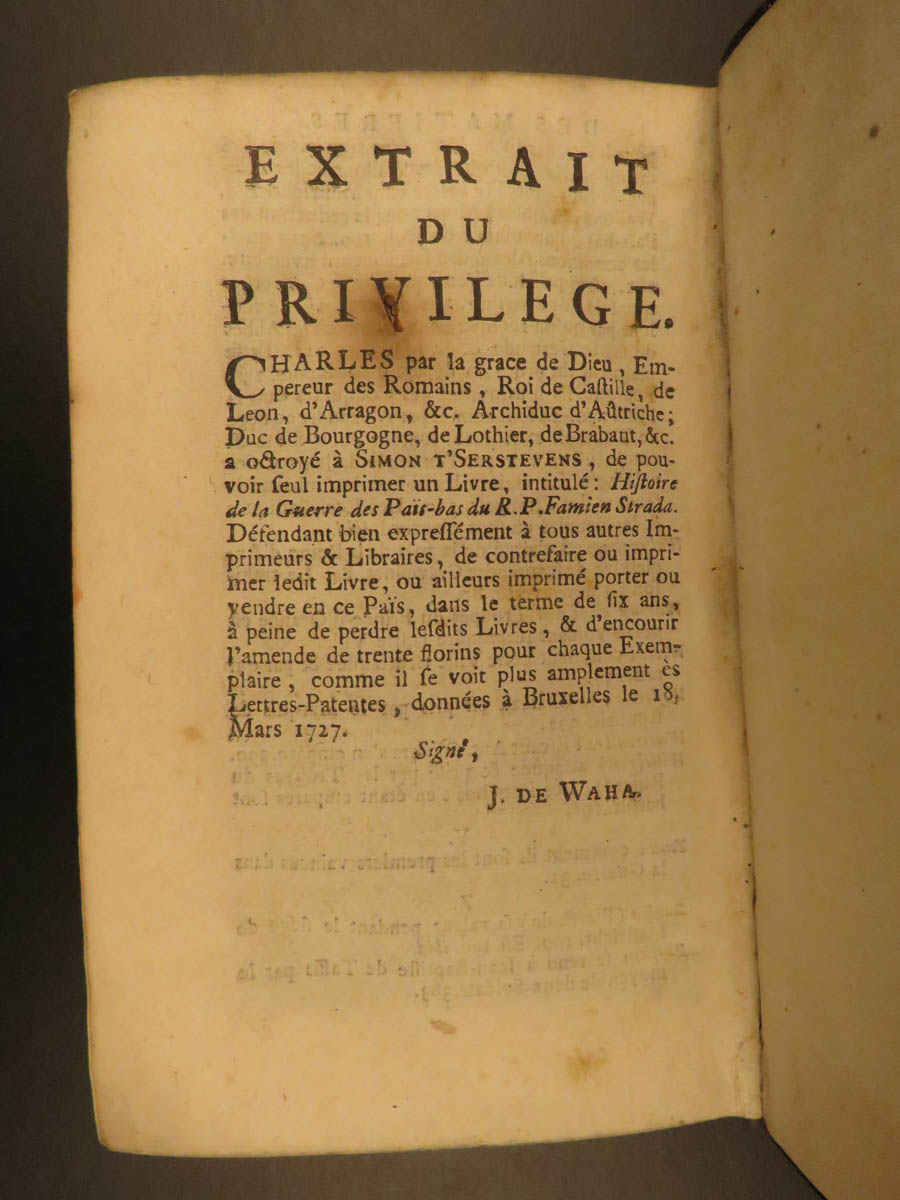 EXTRAIT
DU
PRIVILEGE.
CHARLES par la grace de Dieu, Em-
pereur des Romains, Roi de Caſtille, de
Leon, d'Arragon, &c. Archiduc d'Aûtriche;
Duc de Bourgogne, de Lothier, de Brabant, &c.
a octroyé à SIMON T'SERSTEVENS, de pou-
voir ſeul imprimer un Livre, intitulé: Hiſtoire
de la Guerre des Païs-bas du R. P. Famien Strada.
Défendant bien expreſſément à tous autres Im-
primeurs & Libraires, de contrefaire ou impri-
mer ledit Livre, ou ailleurs imprimé porter ou
vendre en ce Païs, dans le terme de ſix ans,
à peine de perdre leſdits Livres, & d'encourir
l'amende de trente florins pour chaque Exem-
plaire, comme il ſe voit plus amplement ès
Lettres-Patentes, données à Bruxelles le 18.
Mars 1727.
Signé,
J. DE WAHA.